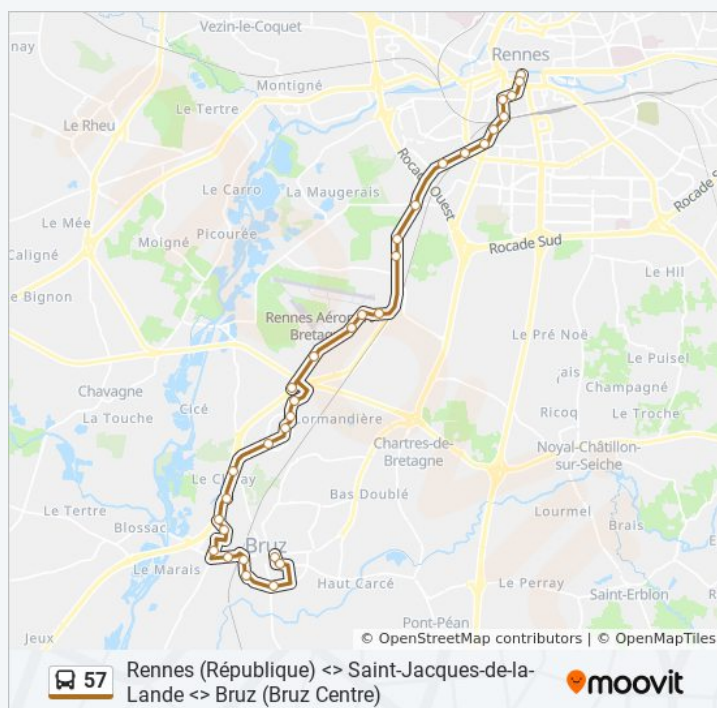 Vezin-le-Coquet
Rennes
Montigné
Le Tertre
Le Rheu
Rocade Ouest
Le Carro
La Maugerais
Rocade S
Le Mée
Picourée
Moigné
Rocade Sud
Caligné
Le Hil
e Bignon
Rennes Aérop
Bretagn
Le Pré Noë
Le Puisel
Chavagne
Champagné
Cicé
La Touche
Ricoq
Le Troche
Lormandière
Chartres-de-
Bretagne
Noyal-Châtillon-
sur-Seiche
Bas Doublé
Le Tertre
Lourmel
Blossac
Brais
Bruz
Le Marais
Haut Carcé
Le Perray
Saint-Erblon
Pont-Péan
Jeux
© OpenStreetMap contributors | © OpenMapTiles
57
Rennes (République) <> Saint-Jacques-de-la-
Lande <> Bruz (Bruz Centre)
moovit